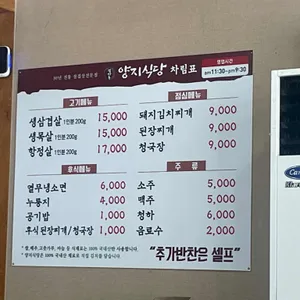 양지식당 차림표
영업시간
am 11:30~pm 9:30
고기메뉴
생삼겹살 1인분 200g 15,000
생목살 1인분 200g 15,000
항정살 1인분 200g 17,000
점심메뉴
돼지김치찌개 9,000
된장찌개 9,000
청국장 9,000
후식메뉴
열무냉소면 6,000
누룽지 4,000
공기밥 1,000
후식된장찌개/청국장 1,000
주 류
소주 5,000
맥주 5,000
청하 6,000
음료수 2,000
"추가반찬은 셀프"